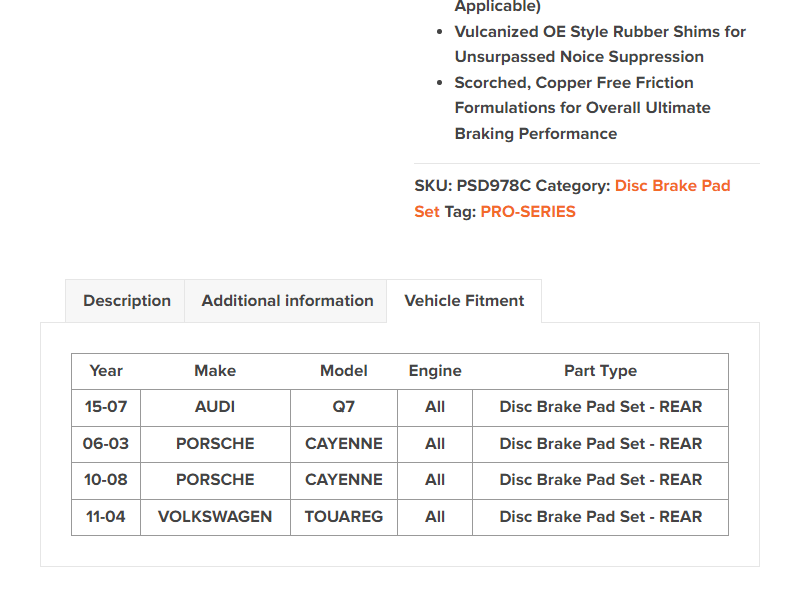 Applicable)
• Vulcanized OE Style Rubber Shims for
Unsurpassed Noice Suppression
• Scorched, Copper Free Friction
Formulations for Overall Ultimate
Braking Performance
SKU: PSD978C Category: Disc Brake Pad
Set Tag: PRO-SERIES
Description Additional information Vehicle Fitment
Year Make Model Engine Part Type
15-07 AUDI Q7 All Disc Brake Pad Set - REAR
06-03 PORSCHE CAYENNE All Disc Brake Pad Set - REAR
10-08 PORSCHE CAYENNE All Disc Brake Pad Set - REAR
11-04 VOLKSWAGEN TOUAREG All Disc Brake Pad Set - REAR